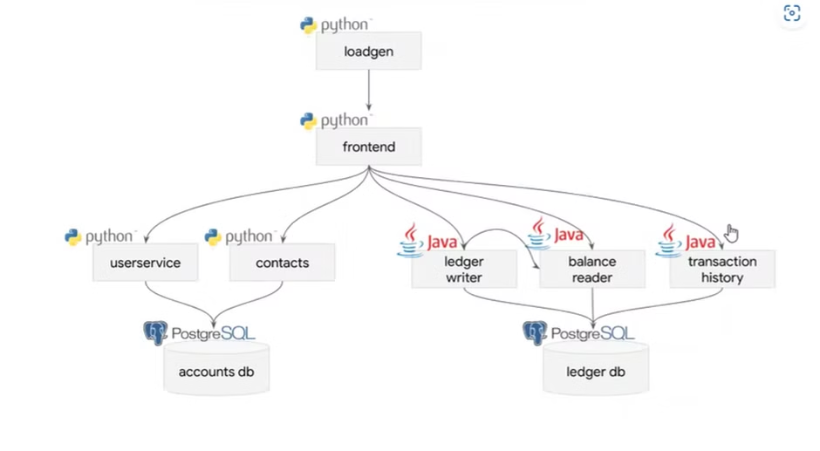 python
loadgen
python
frontend
python
userservice
python
contacts
Java
ledger
writer
Java
balance
reader
Java
transaction
history
PostgreSQL
accounts db
PostgreSQL
ledger db